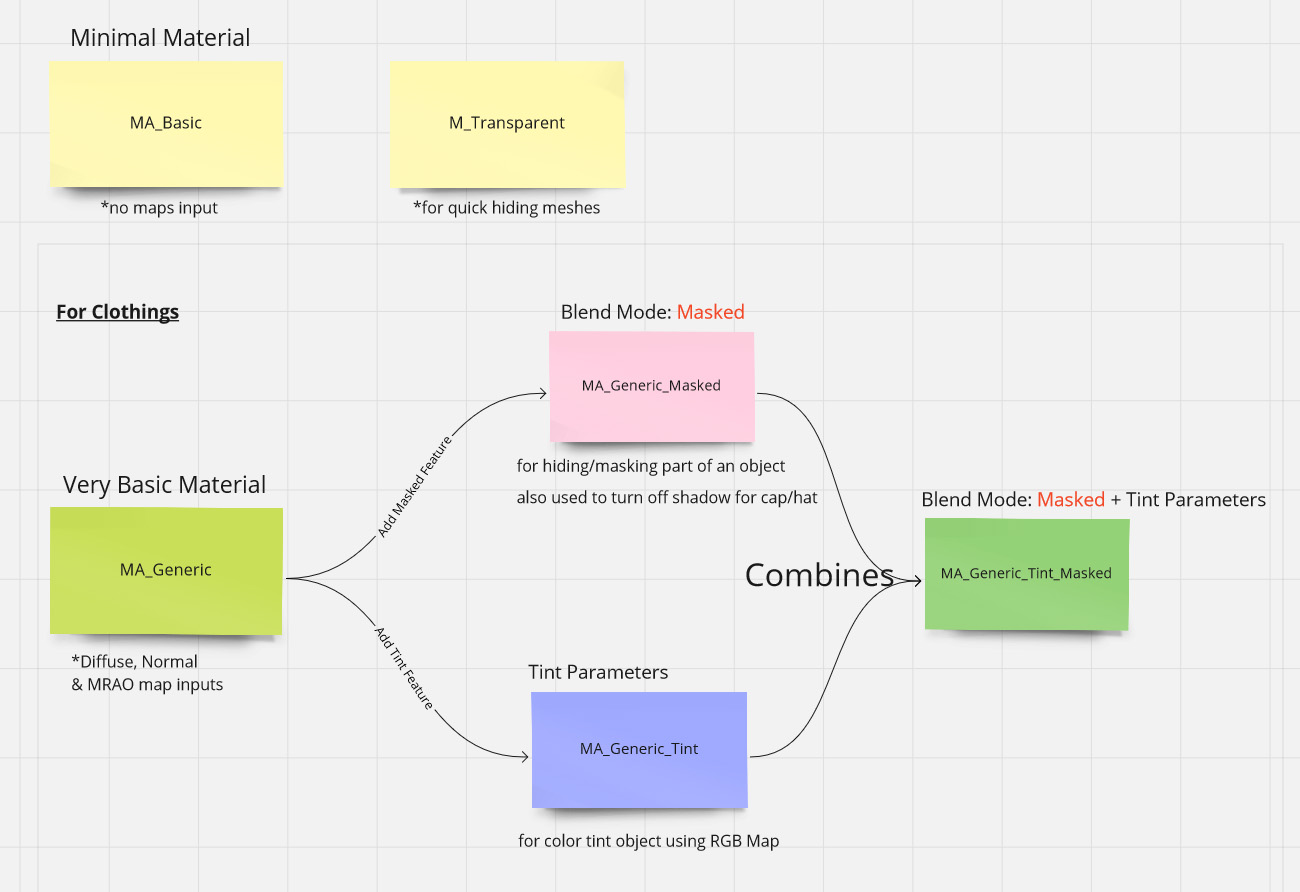 Minimal Material
MA_Basic
M_Transparent
*no maps input
*for quick hiding meshes
For Clothings
Blend Mode: Masked
MA_Generic_Masked
Add Masked Feature
for hiding/masking part of an object
also used to turn off shadow for cap/hat
Very Basic Material
MA_Generic
*Diffuse, Normal
& MRAO map inputs
Blend Mode: Masked + Tint Parameters
Combines
MA_Generic_Tint_Masked
Add Tint Feature
Tint Parameters
MA_Generic_Tint
for color tint object using RGB Map